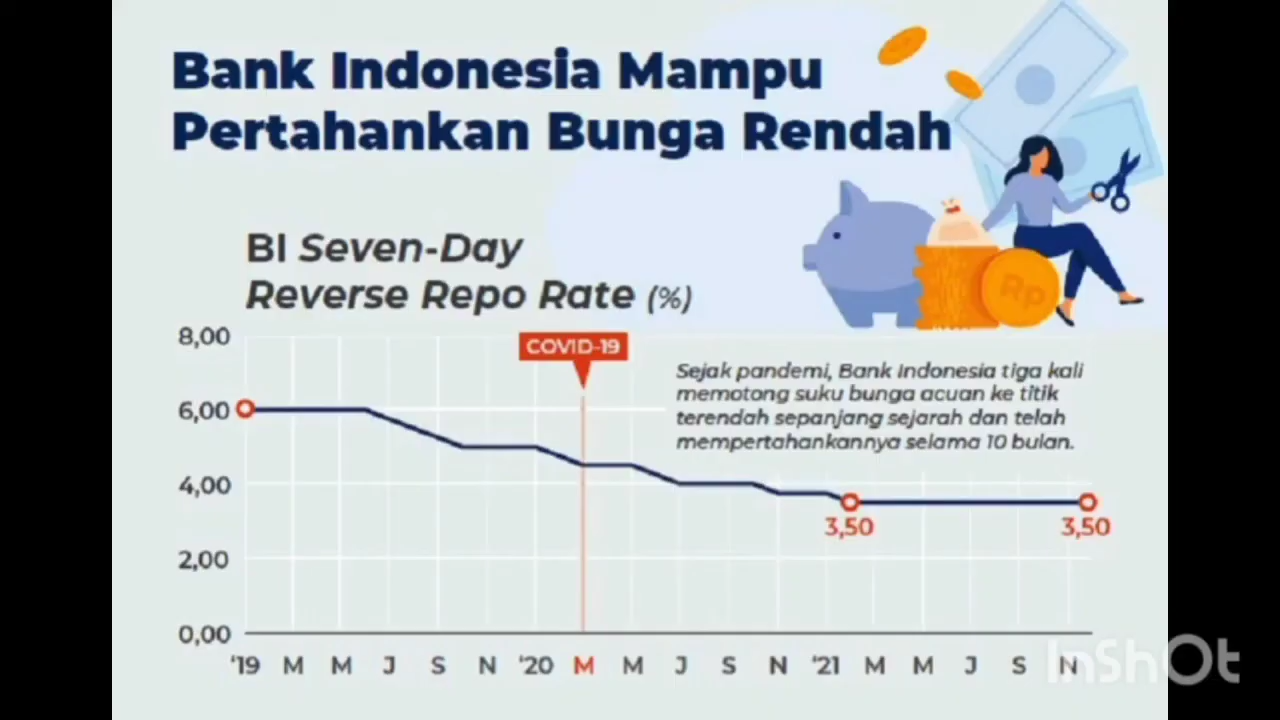 Bank Indonesia Mampu
Pertahankan Bunga Rendah
BI Seven-Day
Reverse Repo Rate (%)
8,00
COVID-19
Sejak pandemi, Bank Indonesia tiga kali
memotong suku bunga acuan ke titik
terendah sepanjang sejarah dan telah
mempertahankannya selama 10 bulan.
6,00
4,00
3,50
3,50
2,00
0,00
'19 M M J S N '20 M M J S N '21 M M J S N
Rp
InShOt